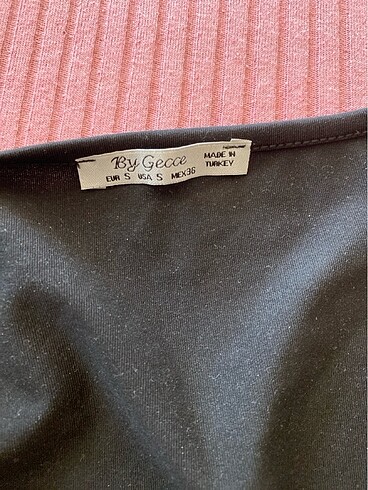 By Gecce
MADE IN
TURKEY
EUR S USA S MEX36